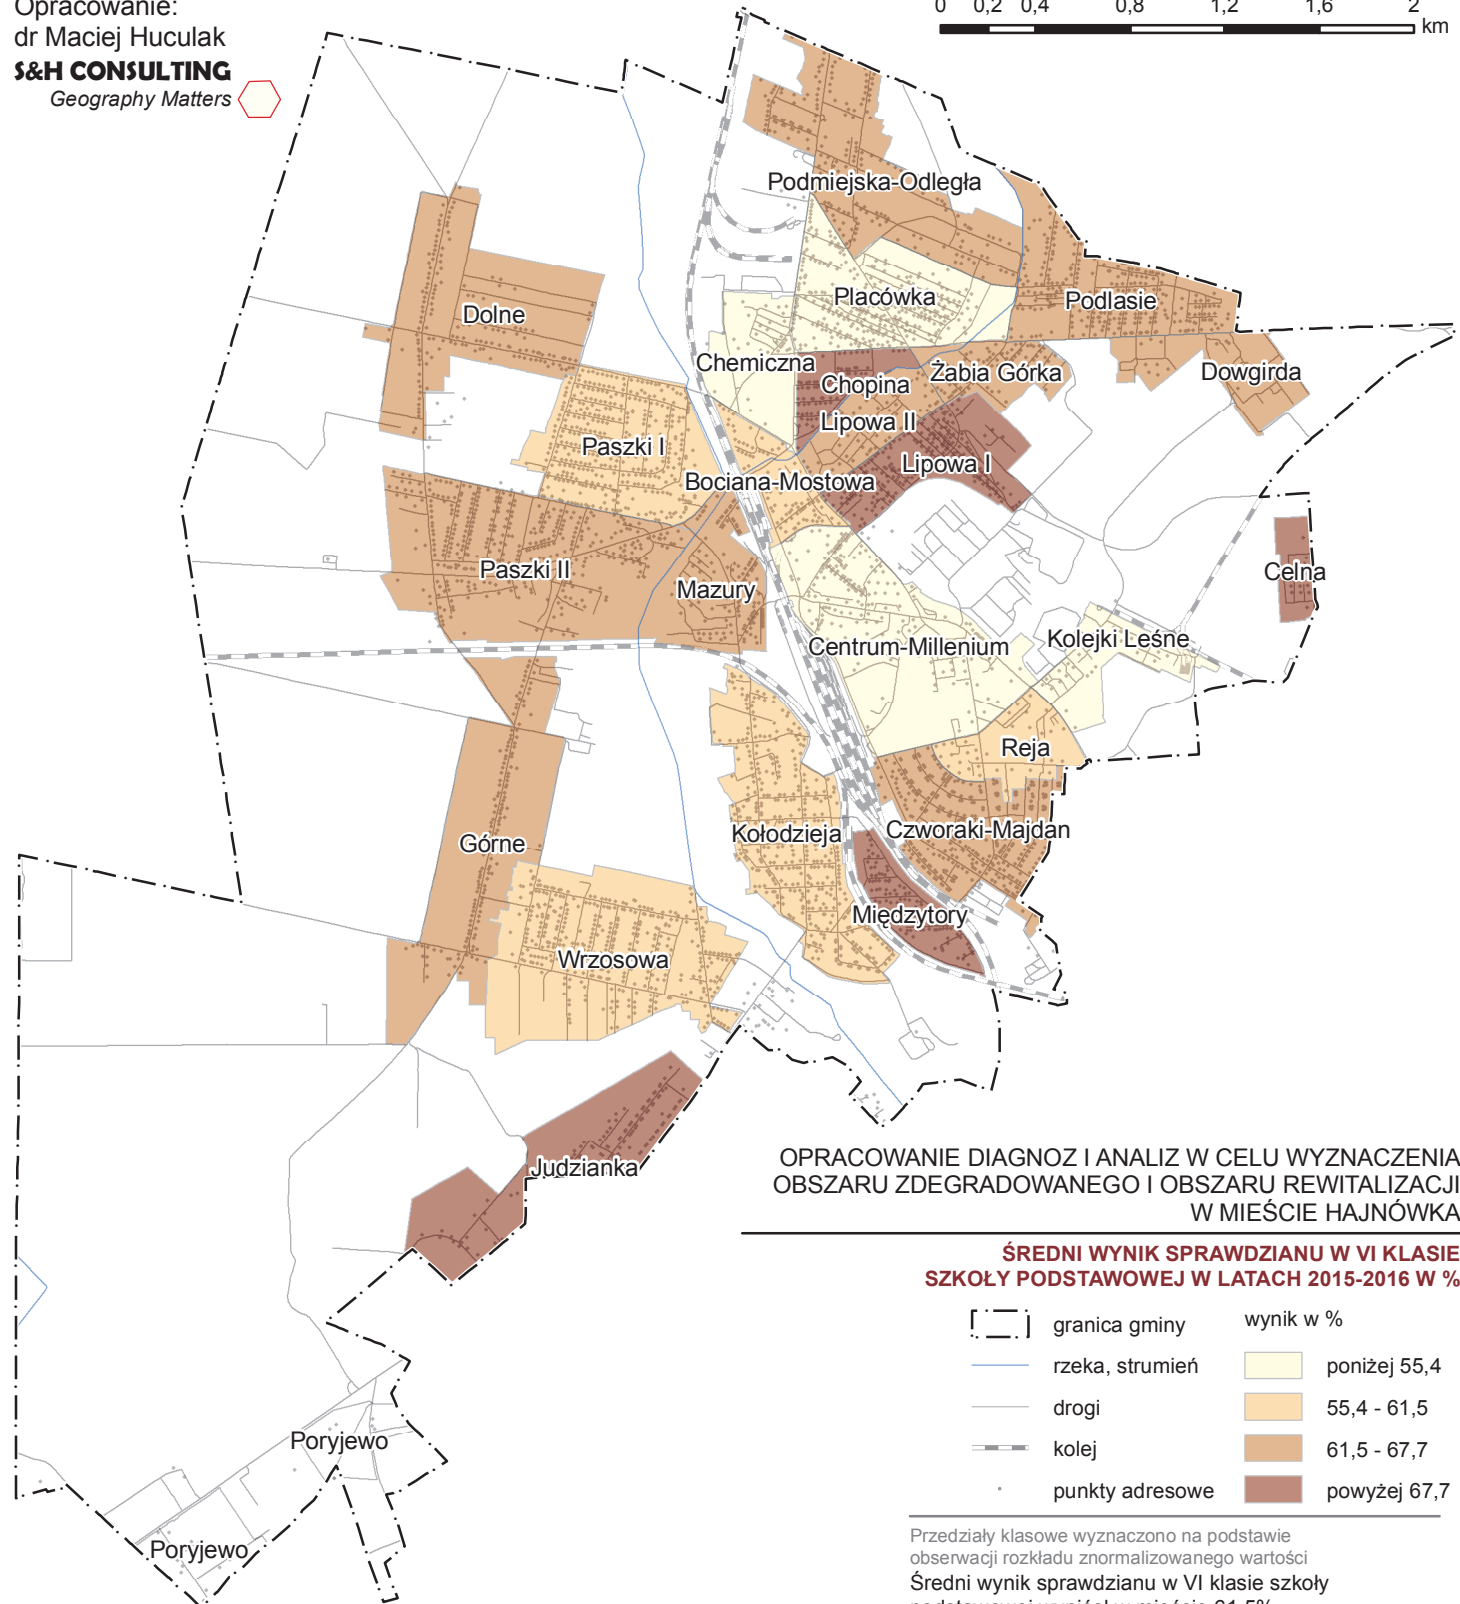 Opracowanie:
dr Maciej Huculak
S&H CONSULTING
Geography Matters
0 0,2 0,4 0,8 1,2 1,6 2
km
Podmiejska-Odległa
Placówka
Podlasie
Dolne
Chemiczna
Chopina
Żabia Górka
Dowgirda
Lipowa II
Paszki I
Lipowa I
Bociana-Mostowa
Paszki II
Mazury
Celna
Centrum-Millenium
Kolejki Leśne
Reja
Kołodzieja
Czworaki-Majdan
Górne
Międzytory
Wrzosowa
Judzianka
Poryjewo
Poryjewo
OPRACOWANIE DIAGNOZ I ANALIZ W CELU WYZNACZENIA
OBSZARU ZDEGRADOWANEGO I OBSZARU REWITALIZACJI
W MIEŚCIE HAJNÓWKA
ŚREDNI WYNIK SPRAWDZIANU W VI KLASIE
SZKOŁY PODSTAWOWEJ W LATACH 2015-2016 W %
granica gminy
rzeka, strumień
drogi
kolej
punkty adresowe
wynik w %
poniżej 55,4
55,4 - 61,5
61,5 - 67,7
powyżej 67,7
Przedziały klasowe wyznaczono na podstawie
obserwacji rozkładu znormalizowanego wartości
Średni wynik sprawdzianu w VI klasie szkoły
podstawowej wyniósł w mieście 61,5%